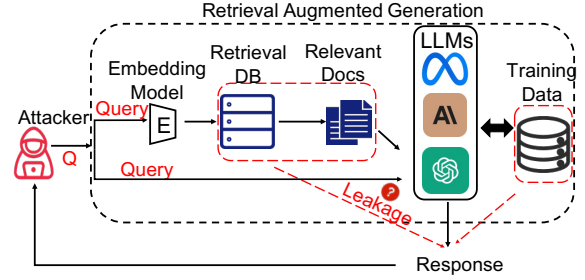 Retrieval Augmented Generation
LLMs
Retrieval
DB
Relevant
Docs
Embedding
Model
Training
Data
Attacker
Query
E
A\
Q
Query
?
Leakage
Response